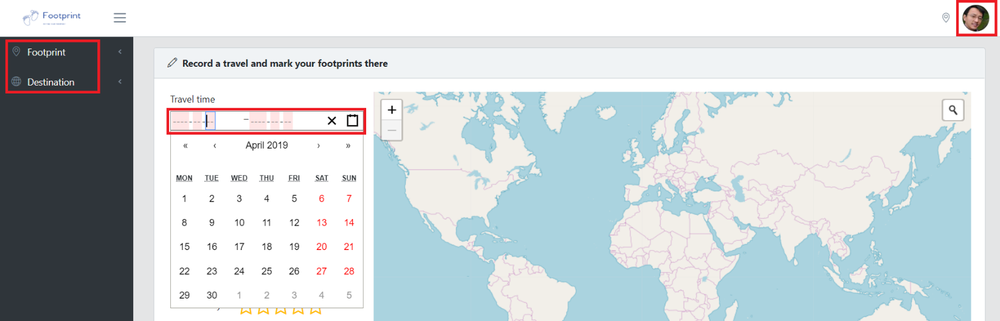 Footprint
Footprint
Destination
Record a travel and mark your footprints there
Travel time
---- - -- - -- – ---- - -- - --
« ‹ April 2019 › »
MON TUE WED THU FRI SAT SUN
1 2 3 4 5 6 7
8 9 10 11 12 13 14
15 16 17 18 19 20 21
22 23 24 25 26 27 28
29 30 1 2 3 4 5
+
−